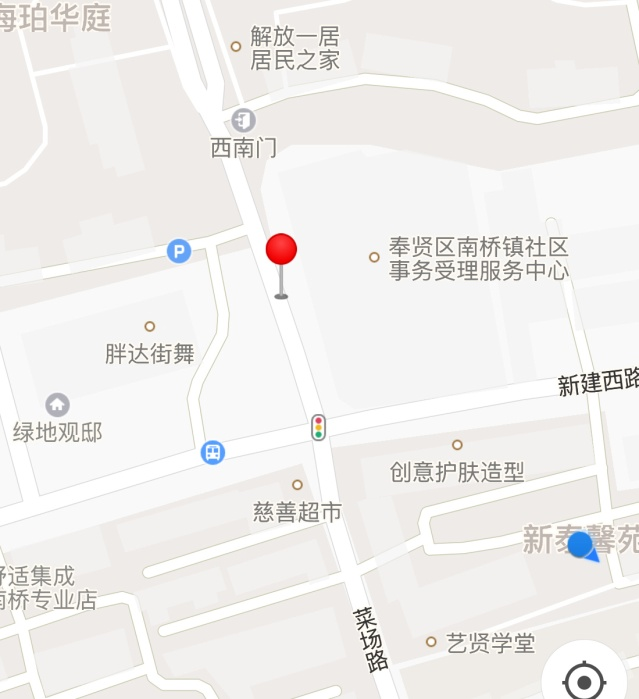 海珀华庭
解放一居
居民之家
西南门
P
奉贤区南桥镇社区
事务受理服务中心
胖达街舞
新建西路
绿地观邸
创意护肤造型
慈善超市
新泰馨苑
舒适集成
南桥专业店
菜场路
艺贤学堂